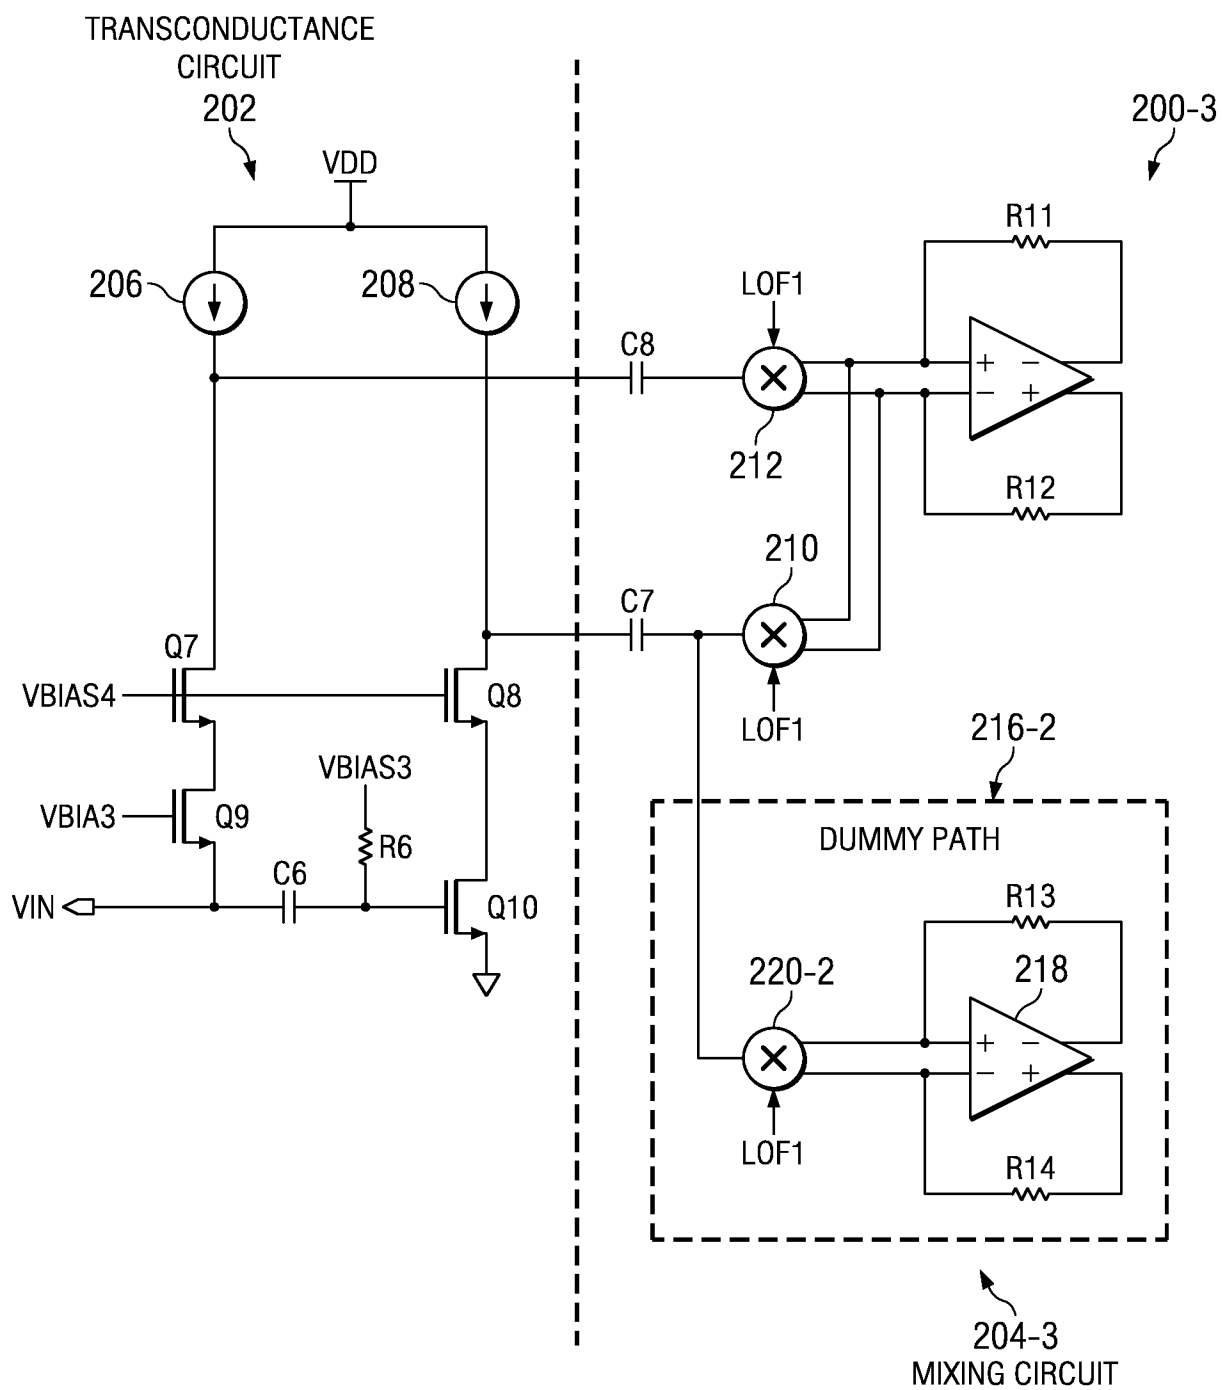 TRANSCONDUCTANCE
CIRCUIT
202
200-3
VDD
R11
206
208
LOF1
C8
+ −
− +
212
R12
210
C7
Q7
VBIAS4
Q8
LOF1
216-2
VBIAS3
VBIA3
Q9
R6
DUMMY PATH
C6
VIN
Q10
R13
220-2
218
+ −
− +
LOF1
R14
204-3
MIXING CIRCUIT